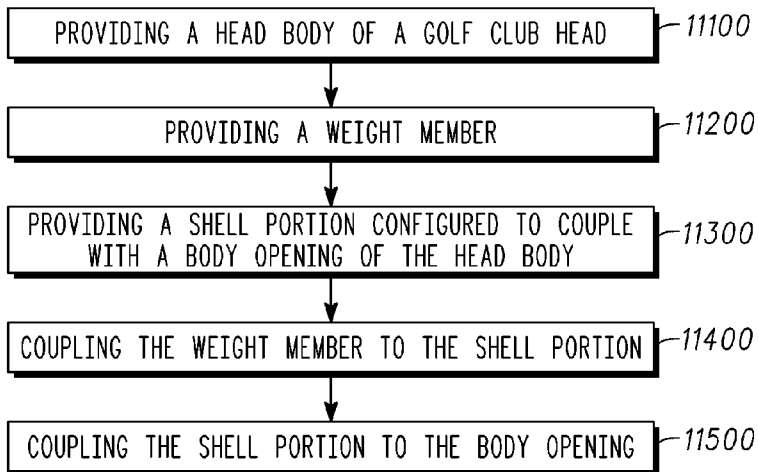 PROVIDING A HEAD BODY OF A GOLF CLUB HEAD 11100
PROVIDING A WEIGHT MEMBER 11200
PROVIDING A SHELL PORTION CONFIGURED TO COUPLE
WITH A BODY OPENING OF THE HEAD BODY 11300
COUPLING THE WEIGHT MEMBER TO THE SHELL PORTION 11400
COUPLING THE SHELL PORTION TO THE BODY OPENING 11500